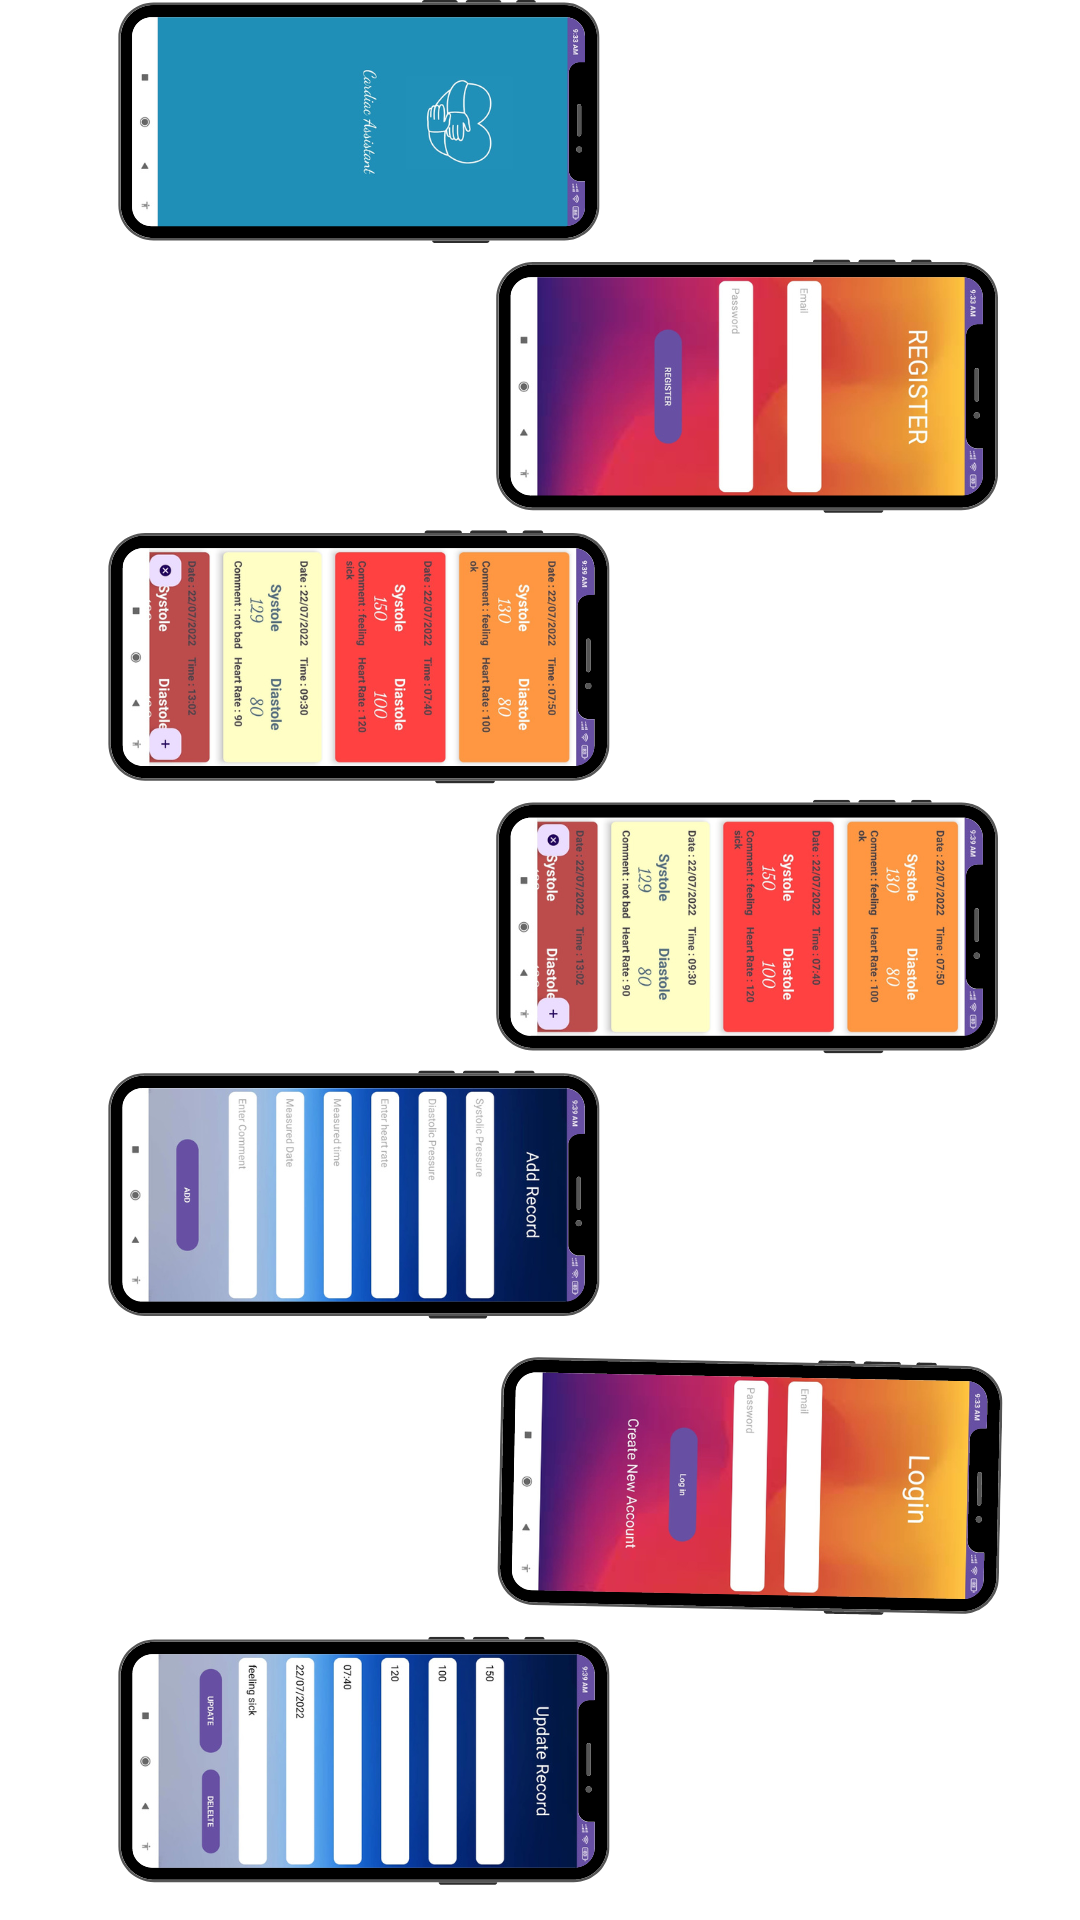 9:33 AM
Cardiac Assistant
9:33 AM
REGISTER
Email
Password
REGISTER
9:39 AM
Date : 22/07/2022 Time : 07:50
Systole Diastole
130 80
Comment : feeling Heart Rate : 100
ok
Date : 22/07/2022 Time : 07:40
Systole Diastole
150 100
Comment : feeling Heart Rate : 120
sick
Date : 22/07/2022 Time : 09:30
Systole Diastole
129 80
Comment : not bad Heart Rate : 90
Date : 22/07/2022 Time : 13:02
Systole Diastole
9:39 AM
Date : 22/07/2022 Time : 07:50
Systole Diastole
130 80
Comment : feeling Heart Rate : 100
ok
Date : 22/07/2022 Time : 07:40
Systole Diastole
150 100
Comment : feeling Heart Rate : 120
sick
Date : 22/07/2022 Time : 09:30
Systole Diastole
129 80
Comment : not bad Heart Rate : 90
Date : 22/07/2022 Time : 13:02
Systole Diastole
9:39 AM
Add Record
Systolic Pressure
Diastolic Pressure
Enter heart rate
Measured time
Measured Date
Enter Comment
ADD
9:33 AM
Login
Email
Password
Log in
Create New Account
9:39 AM
Update Record
150
100
120
07:40
22/07/2022
feeling sick
UPDATE DELELTE